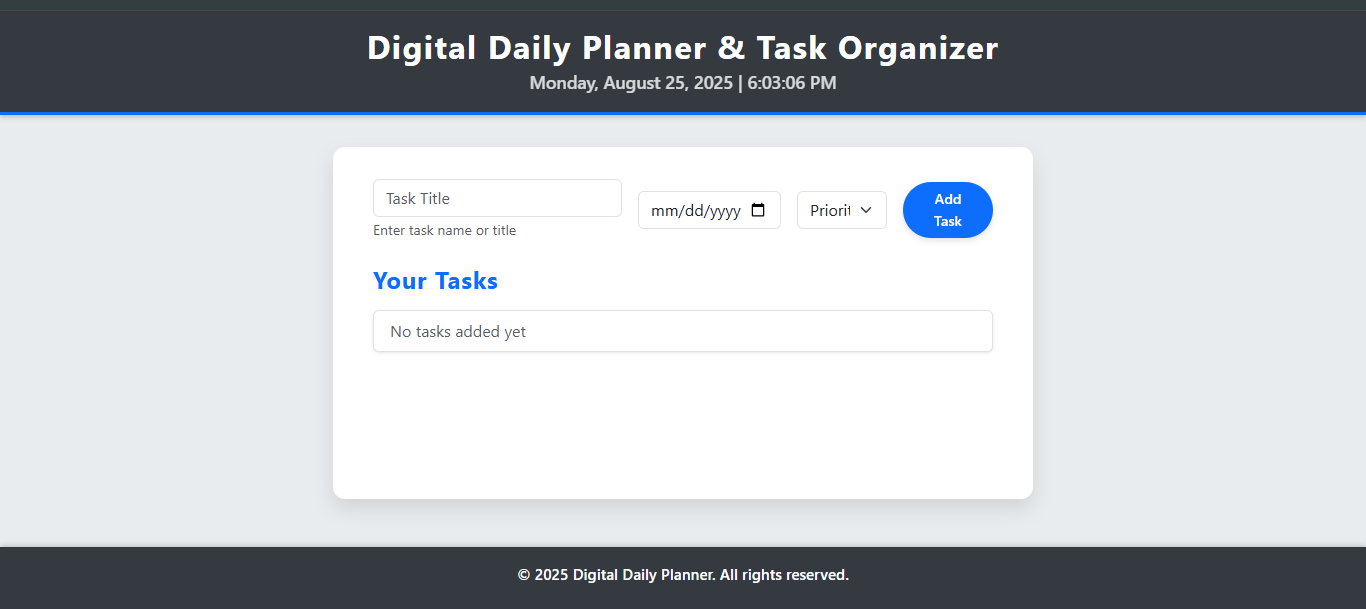 Digital Daily Planner & Task Organizer
Monday, August 25, 2025 | 6:03:06 PM
Task Title
Enter task name or title
mm/dd/yyyy
Priorit
Add
Task
Your Tasks
No tasks added yet
© 2025 Digital Daily Planner. All rights reserved.